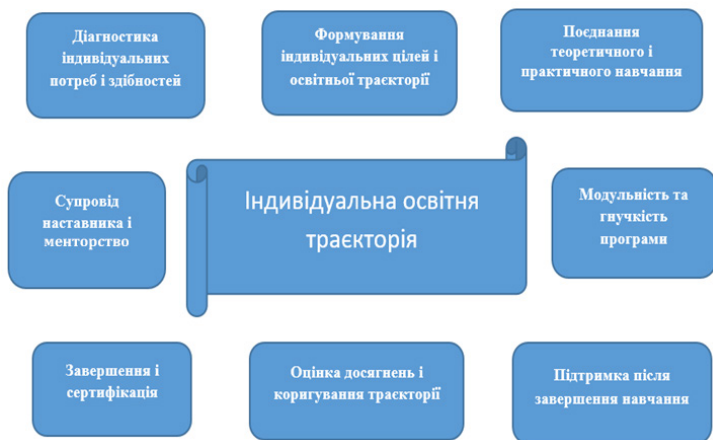 Діагностика
індивідуальних
потреб і здібностей
Формування
індивідуальних цілей і
освітньої траєкторії
Поєднання
теоретичного і
практичного навчання
Супровід
наставника і
менторство
Індивідуальна освітня
траєкторія
Модульність та
гнучкість
програми
Завершення і
сертифікація
Оцінка досягнень і
коригування траєкторії
Підтримка після
завершення навчання